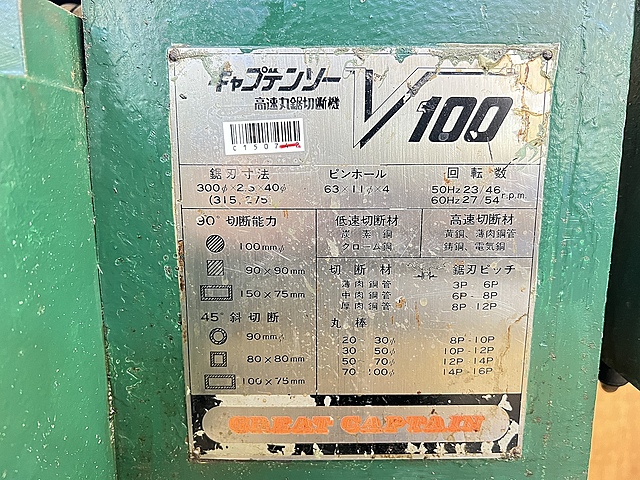 キャプテンソー
高速丸鋸切断機
V100
C1507
鋸刃寸法 ピンホール 回転数
300φ×2.5×40φ 63×11φ×4 50Hz 23/46
(315, 275) 60Hz 27/54 r.p.m
90°切断能力 低速切断材 高速切断材
炭素鋼 黄銅、薄肉鋼管
100mmφ クローム鋼 鋳鋼、電気銅
90×90mm 切断材 鋸刃ピッチ
薄肉鋼管 3P 6P
150×75mm 中肉鋼管 6P - 8P
厚肉鋼管 8P 12P
45°斜切断 丸棒
90mmφ 20 30φ 8P - 10P
30 50φ 10P - 12P
80×80mm 50 - 70φ 12P 14P
70 100φ 14P - 16P
100×75mm
GREAT CAPTAIN